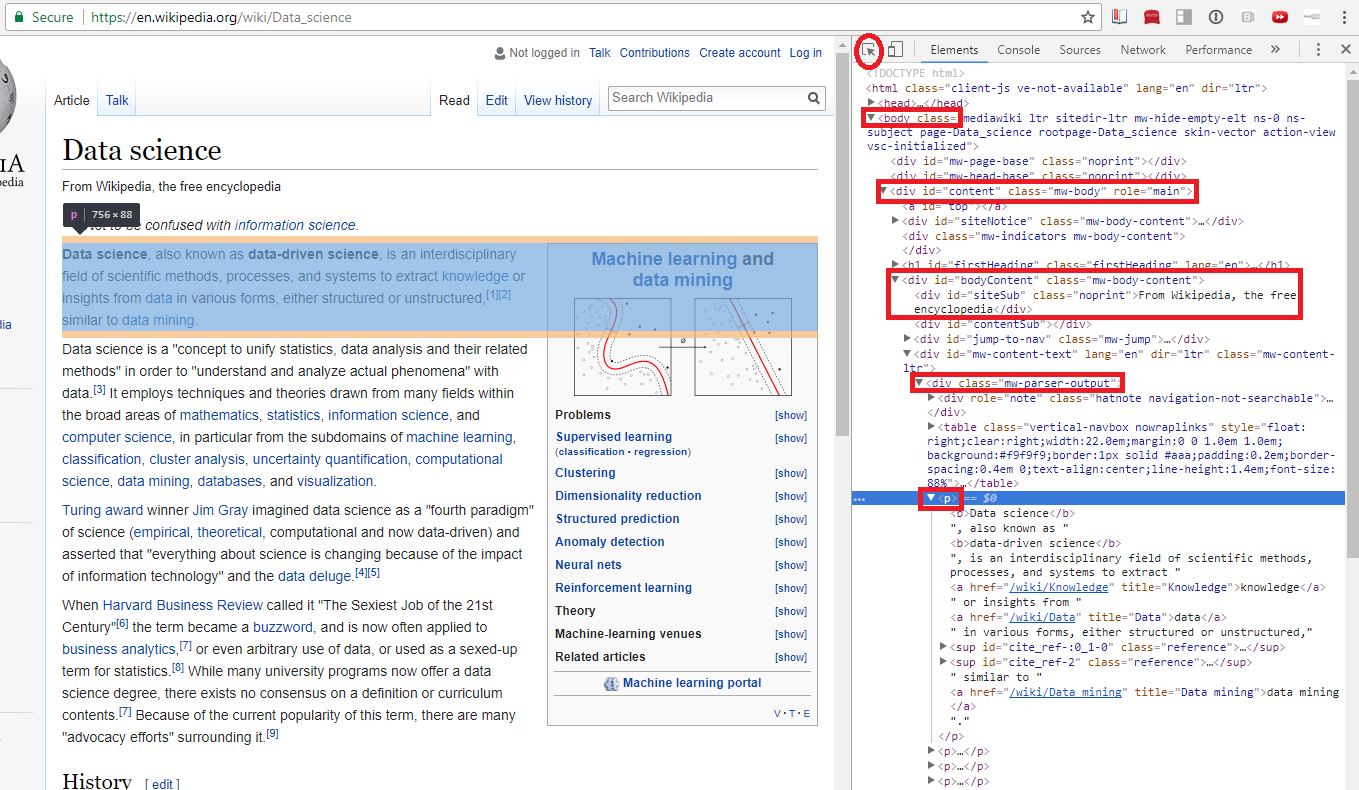 Secure | https://en.wikipedia.org/wiki/Data_science
Not logged in Talk Contributions Create account Log in
Article Talk Read Edit View history Search Wikipedia
Data science
From Wikipedia, the free encyclopedia
p 756 × 88
confused with information science.
Data science, also known as data-driven science, is an interdisciplinary
field of scientific methods, processes, and systems to extract knowledge or
insights from data in various forms, either structured or unstructured,[1][2]
similar to data mining.
Data science is a "concept to unify statistics, data analysis and their related
methods" in order to "understand and analyze actual phenomena" with
data.[3] It employs techniques and theories drawn from many fields within
the broad areas of mathematics, statistics, information science, and
computer science, in particular from the subdomains of machine learning,
classification, cluster analysis, uncertainty quantification, computational
science, data mining, databases, and visualization.
Turing award winner Jim Gray imagined data science as a "fourth paradigm"
of science (empirical, theoretical, computational and now data-driven) and
asserted that "everything about science is changing because of the impact
of information technology" and the data deluge.[4][5]
When Harvard Business Review called it "The Sexiest Job of the 21st
Century"[6] the term became a buzzword, and is now often applied to
business analytics,[7] or even arbitrary use of data, or used as a sexed-up
term for statistics.[8] While many university programs now offer a data
science degree, there exists no consensus on a definition or curriculum
contents.[7] Because of the current popularity of this term, there are many
"advocacy efforts" surrounding it.[9]
History [ edit ]
Machine learning and
data mining
Problems [show]
Supervised learning [show]
(classification • regression)
Clustering [show]
Dimensionality reduction [show]
Structured prediction [show]
Anomaly detection [show]
Neural nets [show]
Reinforcement learning [show]
Theory [show]
Machine-learning venues [show]
Related articles [show]
Machine learning portal
V · T · E
Elements Console Sources Network Performance »
<!DOCTYPE html>
<html class="client-js ve-not-available" lang="en" dir="ltr">
<head>…</head>
<body class="mediawiki ltr sitedir-ltr mw-hide-empty-elt ns-0 ns-
subject page-Data_science rootpage-Data_science skin-vector action-view
vsc-initialized">
<div id="mw-page-base" class="noprint"></div>
<div id="mw-head-base" class="noprint"></div>
<div id="content" class="mw-body" role="main">
<a id="top"></a>
<div id="siteNotice" class="mw-body-content">…</div>
<div class="mw-indicators mw-body-content">
</div>
<h1 id="firstHeading" class="firstHeading" lang="en">…</h1>
<div id="bodyContent" class="mw-body-content">
<div id="siteSub" class="noprint">From Wikipedia, the free
encyclopedia</div>
<div id="contentSub"></div>
<div id="jump-to-nav" class="mw-jump">…</div>
<div id="mw-content-text" lang="en" dir="ltr" class="mw-content-
ltr">
<div class="mw-parser-output">
<div role="note" class="hatnote navigation-not-searchable">…
</div>
<table class="vertical-navbox nowraplinks" style="float:
right;clear:right;width:22.0em;margin:0 0 1.0em 1.0em;
background:#f9f9f9;border:1px solid #aaa;padding:0.2em;border-
spacing:0.4em 0;text-align:center;line-height:1.4em;font-size:
88%">…</table>
… <p> == $0
<b>Data science</b>
", also known as "
<b>data-driven science</b>
", is an interdisciplinary field of scientific methods,
processes, and systems to extract "
<a href="/wiki/Knowledge" title="Knowledge">knowledge</a>
" or insights from "
<a href="/wiki/Data" title="Data">data</a>
" in various forms, either structured or unstructured,"
<sup id="cite_ref-:0_1-0" class="reference">…</sup>
<sup id="cite_ref-2" class="reference">…</sup>
" similar to "
<a href="/wiki/Data_mining" title="Data mining">data mining
</a>
"."
</p>
<p>…</p>
<p>…</p>
<p>…</p>